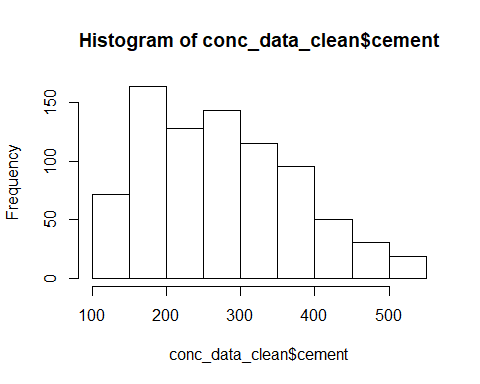 Histogram of conc_data_clean$cement
Frequency
150
100
50
0
100 200 300 400 500
conc_data_clean$cement